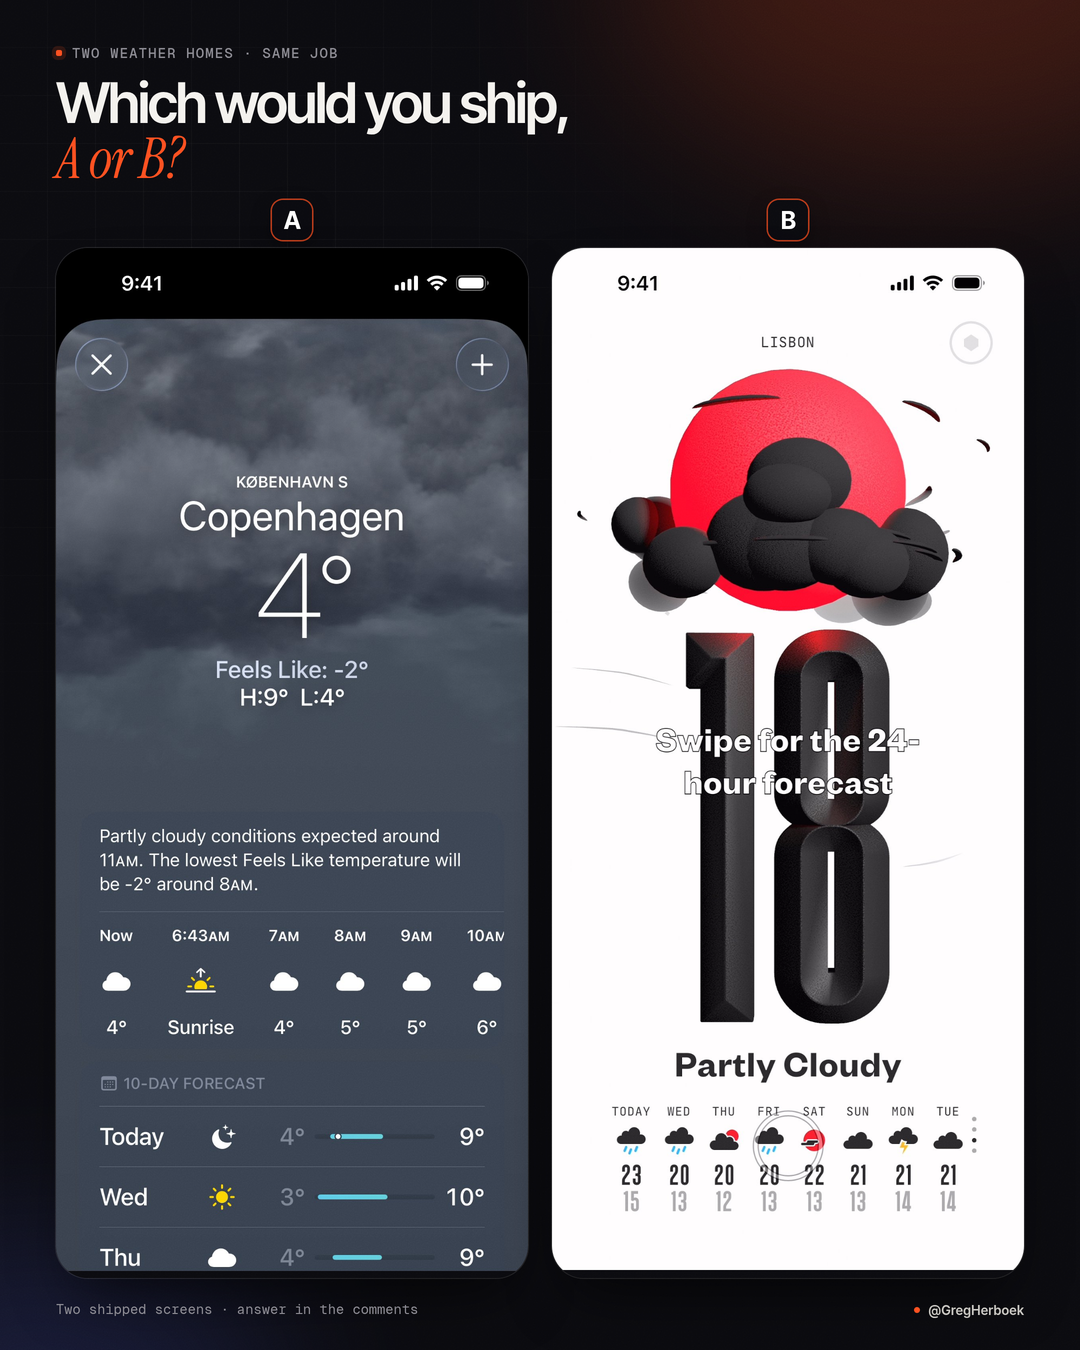 TWO WEATHER HOMES · SAME JOB
Which would you ship,
A or B?
A
B
9:41
KØBENHAVN S
Copenhagen
4°
Feels Like: -2°
H:9° L:4°
Partly cloudy conditions expected around
11AM. The lowest Feels Like temperature will
be -2° around 8AM.
Now 6:43AM 7AM 8AM 9AM 10AM
4° Sunrise 4° 5° 5° 6°
10-DAY FORECAST
Today 4° 9°
Wed 3° 10°
Thu 4° 9°
9:41
LISBON
18
Swipe for the 24-
hour forecast
Partly Cloudy
TODAY WED THU FRI SAT SUN MON TUE
23 20 20 20 22 21 21 21
15 13 12 13 13 13 14 14
Two shipped screens · answer in the comments
@GregHerboek